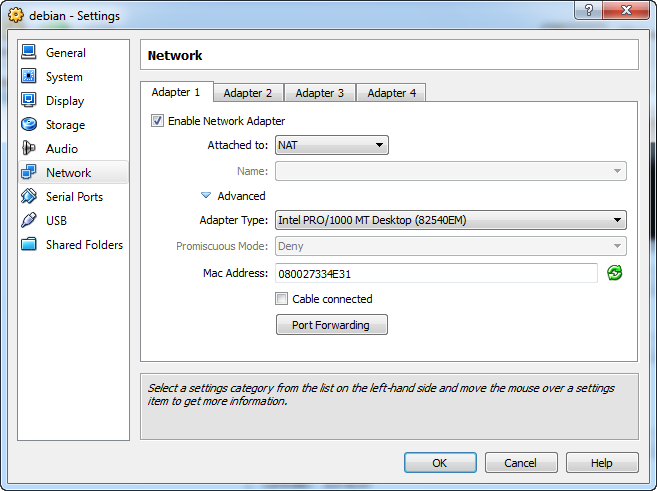 debian - Settings
General
System
Display
Storage
Audio
Network
Serial Ports
USB
Shared Folders
Network
Adapter 1 Adapter 2 Adapter 3 Adapter 4
Enable Network Adapter
Attached to: NAT
Name:
Advanced
Adapter Type: Intel PRO/1000 MT Desktop (82540EM)
Promiscuous Mode: Deny
Mac Address: 080027334E31
Cable connected
Port Forwarding
Select a settings category from the list on the left-hand side and move the mouse over a settings
item to get more information.
OK Cancel Help